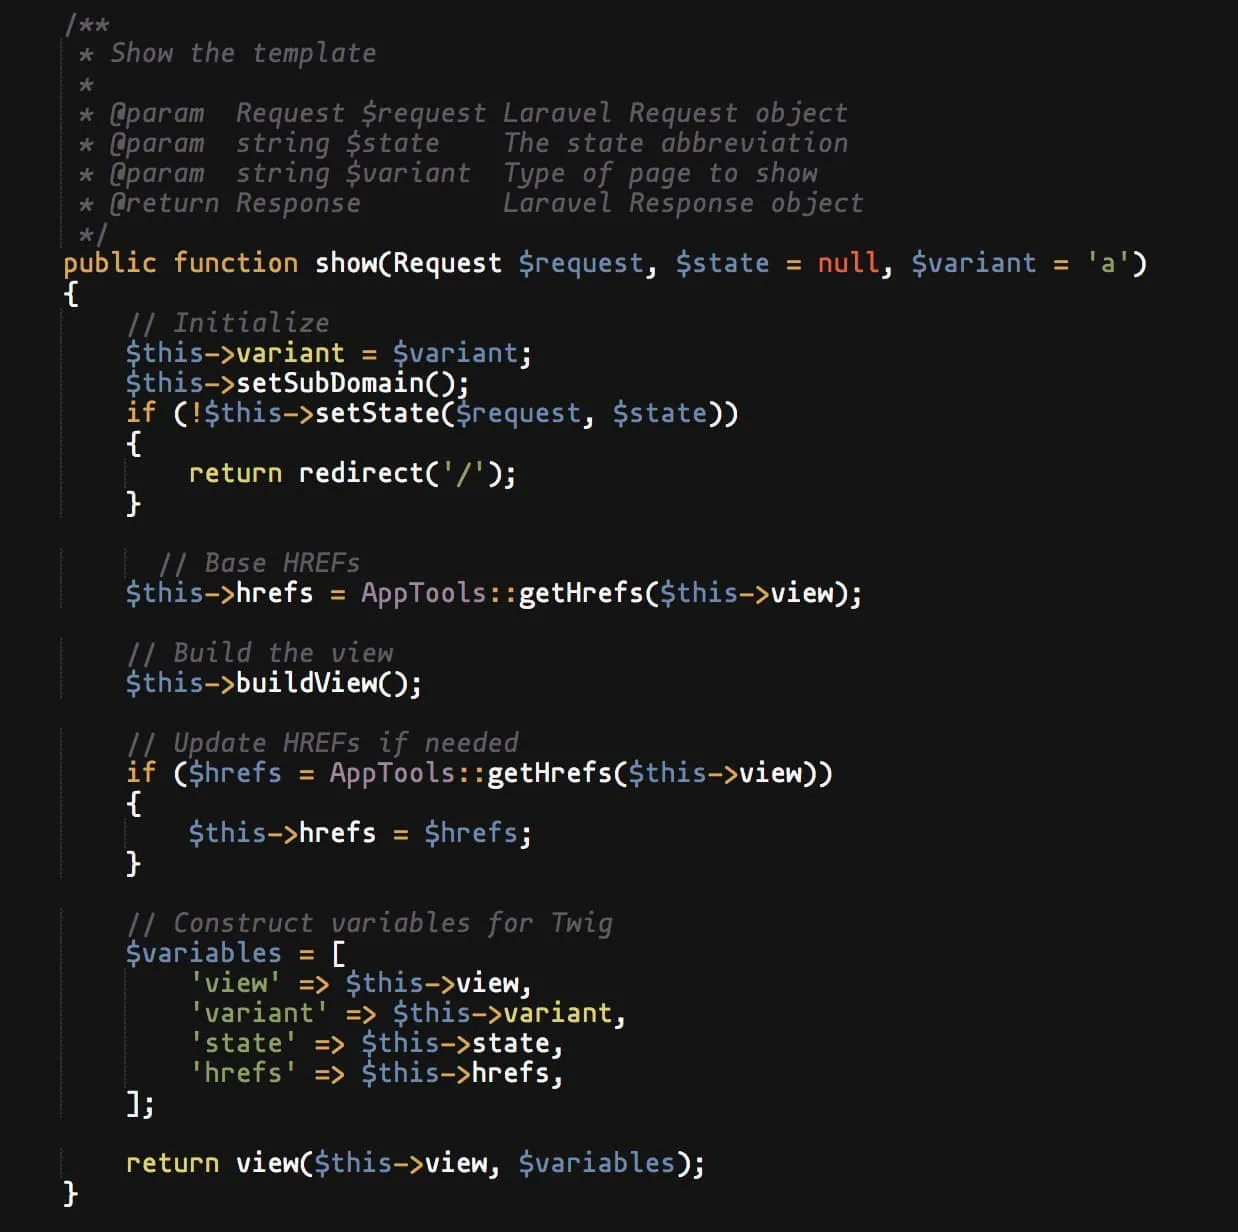 /**
 * Show the template
 *
 * @param  Request $request Laravel Request object
 * @param  string $state    The state abbreviation
 * @param  string $variant  Type of page to show
 * @return Response         Laravel Response object
 */
public function show(Request $request, $state = null, $variant = 'a')
{
    // Initialize
    $this->variant = $variant;
    $this->setSubDomain();
    if (!$this->setState($request, $state))
    {
        return redirect('/');
    }

      // Base HREFs
    $this->hrefs = AppTools::getHrefs($this->view);

    // Build the view
    $this->buildView();

    // Update HREFs if needed
    if ($hrefs = AppTools::getHrefs($this->view))
    {
        $this->hrefs = $hrefs;
    }

    // Construct variables for Twig
    $variables = [
        'view' => $this->view,
        'variant' => $this->variant,
        'state' => $this->state,
        'hrefs' => $this->hrefs,
    ];

    return view($this->view, $variables);
}